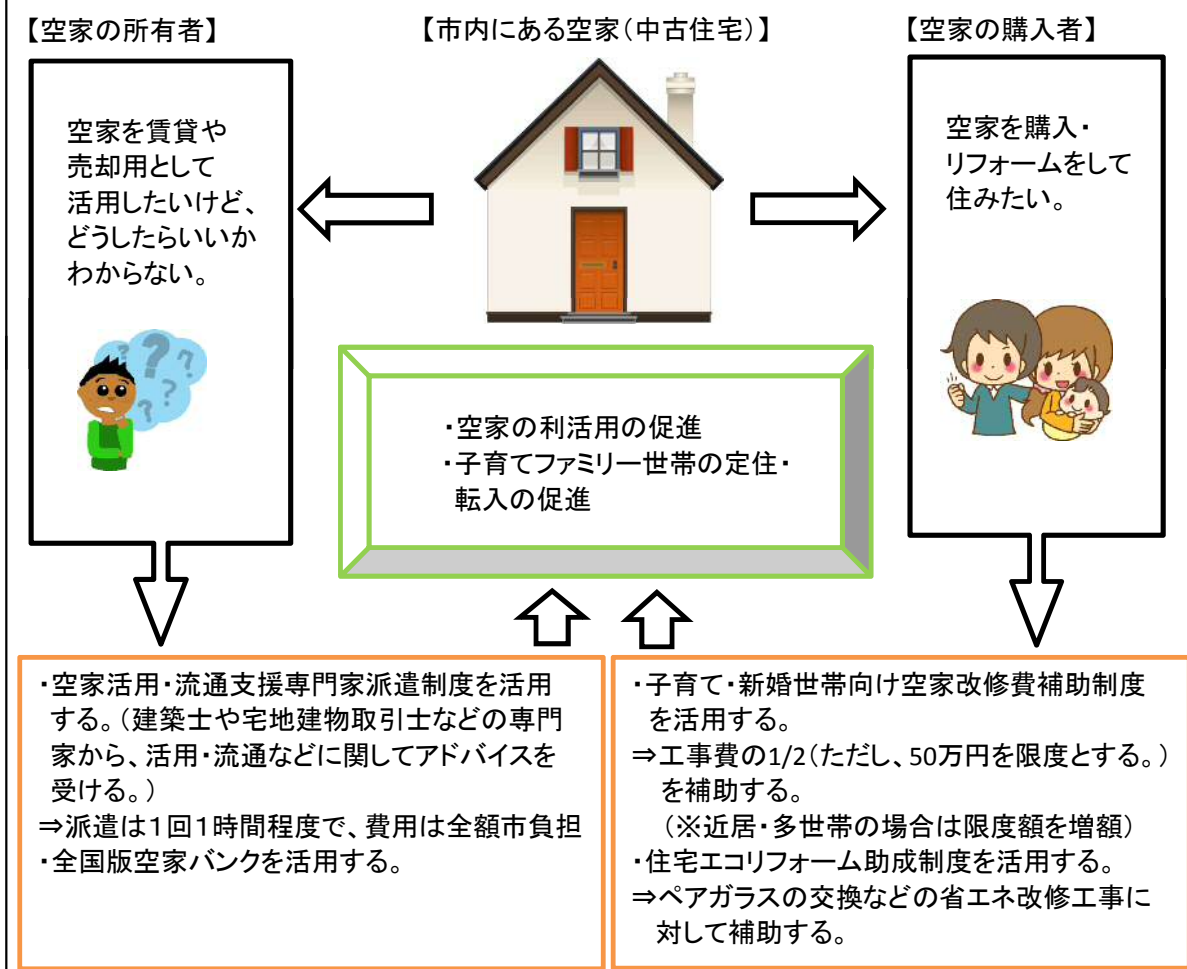 【空家の所有者】
【市内にある空家(中古住宅)】
【空家の購入者】
空家を賃貸や
売却用として
活用したいけど、
どうしたらいいか
わからない。
空家を購入・
リフォームをして
住みたい。
? ? ? ? ?
・空家の利活用の促進
・子育てファミリー世帯の定住・
転入の促進
・空家活用・流通支援専門家派遣制度を活用
する。(建築士や宅地建物取引士などの専門
家から、活用・流通などに関してアドバイスを
受ける。)
⇒派遣は1回1時間程度で、費用は全額市負担
・全国版空家バンクを活用する。
・子育て・新婚世帯向け空家改修費補助制度
を活用する。
⇒工事費の1/2(ただし、50万円を限度とする。)
を補助する。
(※近居・多世帯の場合は限度額を増額)
・住宅エコリフォーム助成制度を活用する。
⇒ペアガラスの交換などの省エネ改修工事に
対して補助する。